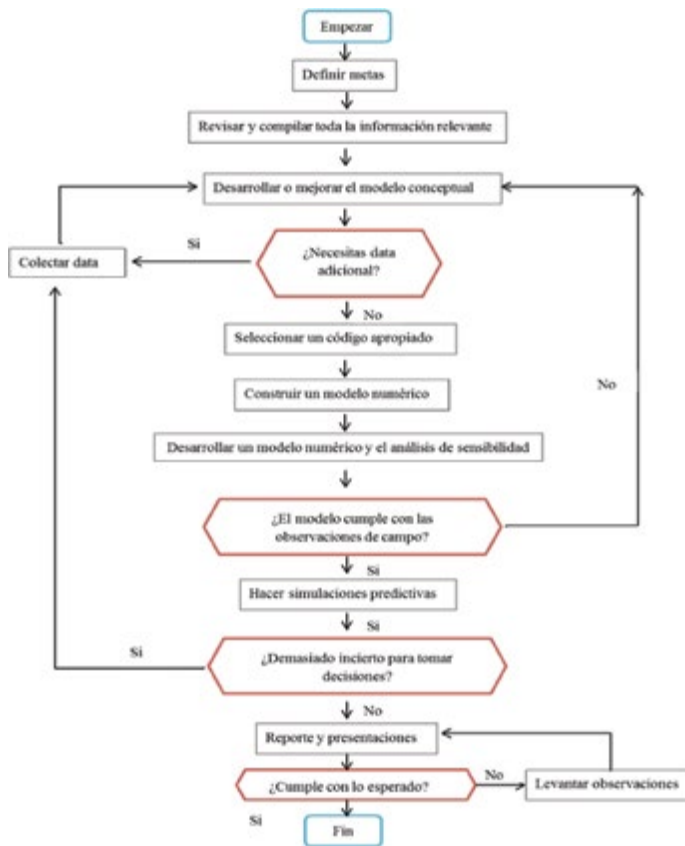 Empezar
Definir metas
Revisar y compilar toda la información relevante
Desarrollar o mejorar el modelo conceptual
Si
¿Necesitas data
adicional?
Colectar data
No
Seleccionar un código apropiado
Construir un modelo numérico
No
Desarrollar un modelo numérico y el análisis de sensibilidad
¿El modelo cumple con las
observaciones de campo?
Si
Hacer simulaciones predictivas
Si
Si
¿Demasiado incierto para tomar
decisiones?
No
Reporte y presentaciones
¿Cumple con lo esperado?
No
Levantar observaciones
Si
Fin